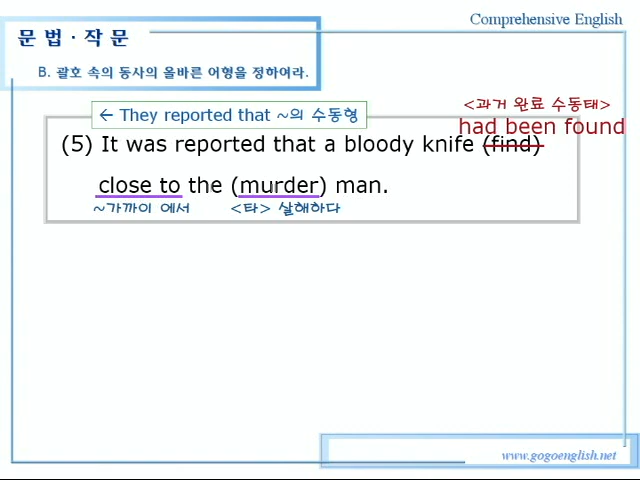 Comprehensive English
문 법 · 작 문
B. 괄호 속의 동사의 올바른 어형을 정하여라.
<과거 완료 수동태>
← They reported that ~의 수동형
had been found
(5) It was reported that a bloody knife (find)
close to the (murder) man.
~가까이 에서 <타> 살해하다
www.gogoenglish.net